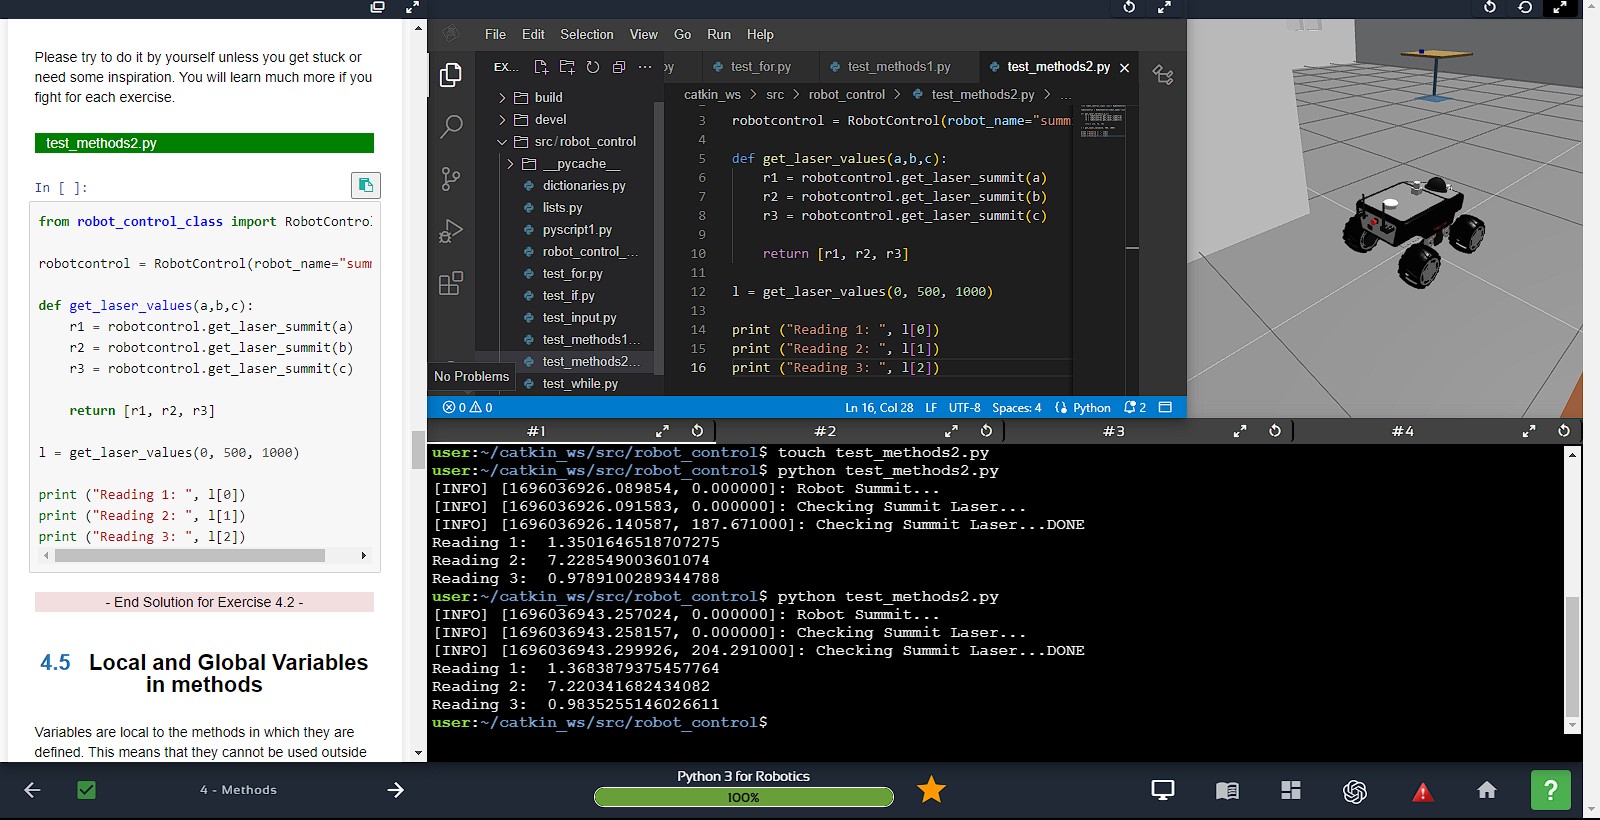 Please try to do it by yourself unless you get stuck or
need some inspiration. You will learn much more if you
fight for each exercise.
test_methods2.py
In [ ]:
from robot_control_class import RobotControl
robotcontrol = RobotControl(robot_name="summ
def get_laser_values(a,b,c):
r1 = robotcontrol.get_laser_summit(a)
r2 = robotcontrol.get_laser_summit(b)
r3 = robotcontrol.get_laser_summit(c)
return [r1, r2, r3]
l = get_laser_values(0, 500, 1000)
print ("Reading 1: ", l[0])
print ("Reading 2: ", l[1])
print ("Reading 3: ", l[2])
- End Solution for Exercise 4.2 -
4.5 Local and Global Variables
in methods
Variables are local to the methods in which they are
defined. This means that they cannot be used outside
File Edit Selection View Go Run Help
EX...
build
devel
src/robot_control
__pycache__
dictionaries.py
lists.py
pyscript1.py
robot_control_...
test_for.py
test_if.py
test_input.py
test_methods1...
test_methods2...
test_while.py
No Problems
py test_for.py test_methods1.py test_methods2.py
catkin_ws > src > robot_control > test_methods2.py > ...
3 robotcontrol = RobotControl(robot_name="summ
4
5 def get_laser_values(a,b,c):
6 r1 = robotcontrol.get_laser_summit(a)
7 r2 = robotcontrol.get_laser_summit(b)
8 r3 = robotcontrol.get_laser_summit(c)
9
10 return [r1, r2, r3]
11
12 l = get_laser_values(0, 500, 1000)
13
14 print ("Reading 1: ", l[0])
15 print ("Reading 2: ", l[1])
16 print ("Reading 3: ", l[2])
0 0 Ln 16, Col 28 LF UTF-8 Spaces: 4 Python 2
#1 #2 #3 #4
user:~/catkin_ws/src/robot_control$ touch test_methods2.py
user:~/catkin_ws/src/robot_control$ python test_methods2.py
[INFO] [1696036926.089854, 0.000000]: Robot Summit...
[INFO] [1696036926.091583, 0.000000]: Checking Summit Laser...
[INFO] [1696036926.140587, 187.671000]: Checking Summit Laser...DONE
Reading 1:  1.3501646518707275
Reading 2:  7.228549003601074
Reading 3:  0.9789100289344788
user:~/catkin_ws/src/robot_control$ python test_methods2.py
[INFO] [1696036943.257024, 0.000000]: Robot Summit...
[INFO] [1696036943.258157, 0.000000]: Checking Summit Laser...
[INFO] [1696036943.299926, 204.291000]: Checking Summit Laser...DONE
Reading 1:  1.3683879375457764
Reading 2:  7.220341682434082
Reading 3:  0.9835255146026611
user:~/catkin_ws/src/robot_control$
4 - Methods
Python 3 for Robotics
100%
?